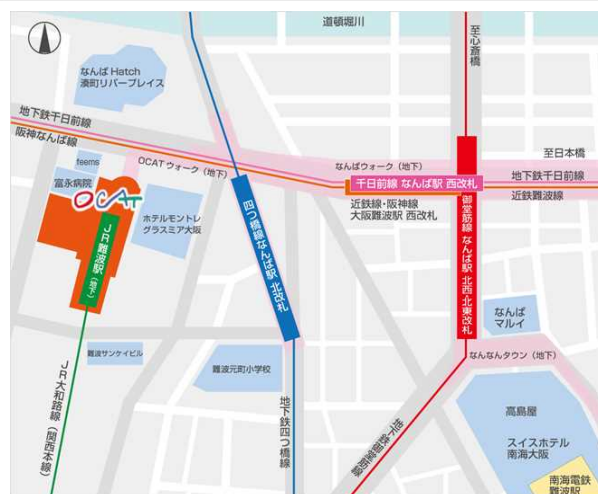 道頓堀川
至心斎橋
なんばHatch
湊町リバープレイス
地下鉄千日前線
阪神なんば線
OCATウォーク（地下）
なんばウォーク（地下）
至日本橋
地下鉄千日前線
近鉄難波線
千日前線 なんば駅 西改札
近鉄線・阪神線
大阪難波駅 西改札
teems
富永病院
OCAT
ホテルモントレ
グラスミア大阪
JR難波駅（地下）
四つ橋線なんば駅 北改札
御堂筋線 なんば駅 北西・北東改札
なんば
マルイ
なんなんタウン（地下）
難波サンケイビル
難波元町小学校
JR大和路線（関西本線）
地下鉄四つ橋線
地下鉄御堂筋線
高島屋
スイスホテル
南海大阪
南海電鉄
難波駅